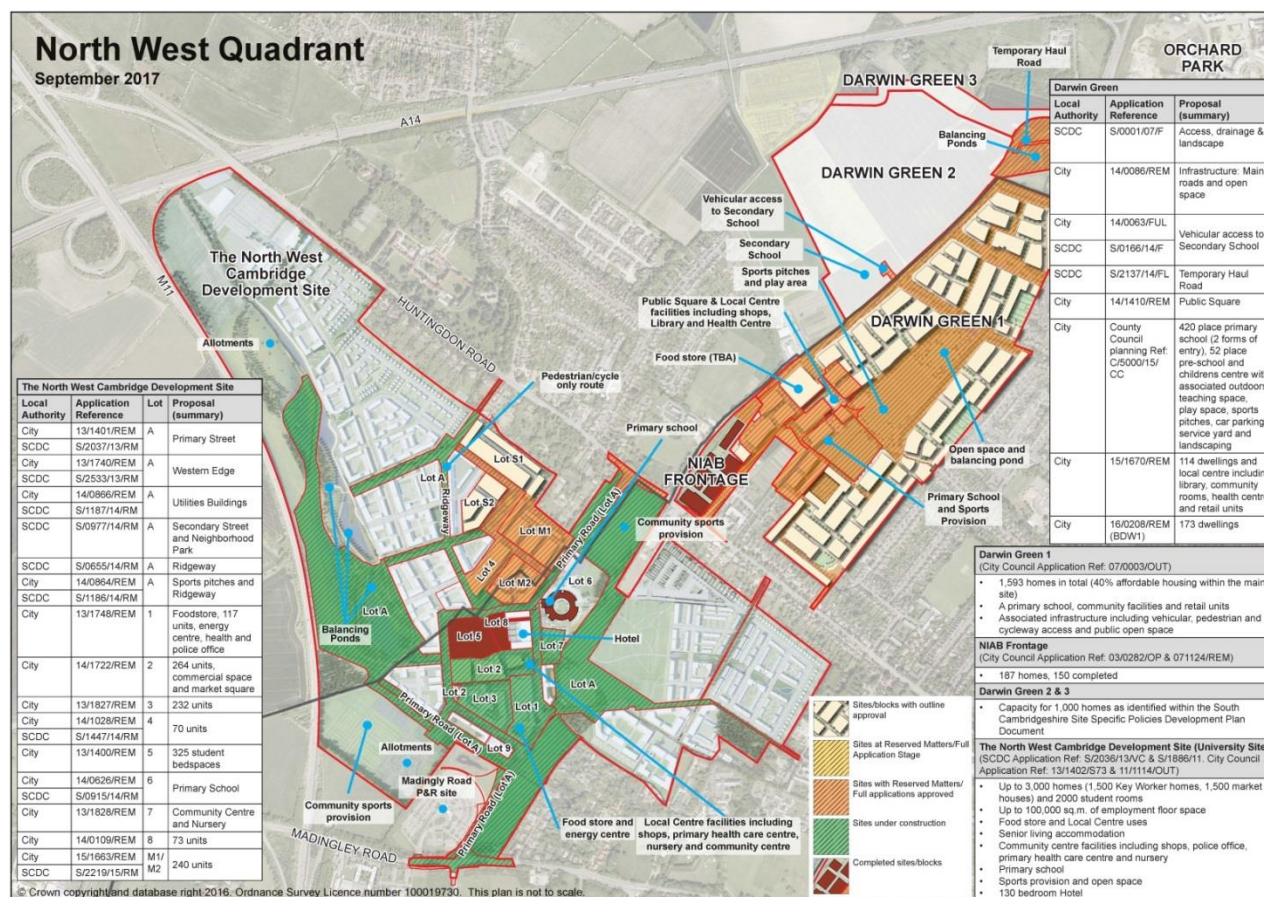 North West Quadrant
September 2017
A14
M11
HUNTINGDON ROAD
MADINGLEY ROAD
ORCHARD
PARK
Temporary Haul
Road
DARWIN GREEN 3
Balancing
Ponds
DARWIN GREEN 2
Vehicular access
to Secondary
School
Secondary
School
Sports pitches
and play area
Public Square & Local Centre
facilities including shops,
Library and Health Centre
DARWIN GREEN 1
Food store (TBA)
The North West
Cambridge
Development Site
Allotments
Pedestrian/cycle
only route
Primary school
NIAB
FRONTAGE
Open space and
balancing pond
Primary School
and Sports
Provision
Community sports
provision
Lot S1
Lot A
Ridgeway
Lot S2
Lot M1
Primary Road (Lot A)
Lot 4
Lot M2
Lot 6
Lot A
Balancing
Ponds
Lot 8
Lot 5
Hotel
Lot 7
Lot 2
Lot A
Lot 2
Lot 3
Lot 1
Primary Road (Lot A)
Lot 9
Allotments
Madingly Road
P&R site
Community sports
provision
Primary Road (Lot A)
Food store and
energy centre
Local Centre facilities including
shops, primary health care centre,
nursery and community centre
The North West Cambridge Development Site
Local Authority Application Reference Lot Proposal (summary)
City 13/1401/REM A Primary Street
SCDC S/2037/13/RM
City 13/1740/REM A Western Edge
SCDC S/2533/13/RM
City 14/0866/REM A Utilities Buildings
SCDC S/1187/14/RM
SCDC S/0977/14/RM A Secondary Street
and Neighborhood
Park
SCDC S/0655/14/RM A Ridgeway
City 14/0864/REM A Sports pitches and
SCDC S/1186/14/RM Ridgeway
City 13/1748/REM 1 Foodstore, 117
units, energy
centre, health and
police office
City 14/1722/REM 2 264 units,
commercial space
and market square
City 13/1827/REM 3 232 units
City 14/1028/REM 4 70 units
SCDC S/1447/14/RM
City 13/1400/REM 5 325 student
bedspaces
City 14/0626/REM 6 Primary School
SCDC S/0915/14/RM
City 13/1828/REM 7 Community Centre
and Nursery
City 14/0109/REM 8 73 units
City 15/1663/REM M1/ 240 units
SCDC S/2219/15/RM M2
Darwin Green
Local Authority Application Reference Proposal (summary)
SCDC S/0001/07/F Access, drainage &
landscape
City 14/0086/REM Infrastructure: Main
roads and open
space
City 14/0063/FUL Vehicular access to
SCDC S/0166/14/F Secondary School
SCDC S/2137/14/FL Temporary Haul
Road
City 14/1410/REM Public Square
City County 420 place primary
Council school (2 forms of
planning Ref: entry), 52 place
C/5000/15/ pre-school and
CC childrens centre with
associated outdoors
teaching space,
play space, sports
pitches, car parking
service yard and
landscaping
City 15/1670/REM 114 dwellings and
local centre including
library, community
rooms, health centre
and retail units
City 16/0208/REM 173 dwellings
(BDW1)
Darwin Green 1
(City Council Application Ref: 07/0003/OUT)
• 1,593 homes in total (40% affordable housing within the main
site)
• A primary school, community facilities and retail units
• Associated infrastructure including vehicular, pedestrian and
cycleway access and public open space
NIAB Frontage
(City Council Application Ref: 03/0282/OP & 071124/REM)
• 187 homes, 150 completed
Darwin Green 2 & 3
• Capacity for 1,000 homes as identified within the South
Cambridgeshire Site Specific Policies Development Plan
Document
The North West Cambridge Development Site (University Site)
(SCDC Application Ref: S/2036/13/VC & S/1886/11. City Council
Application Ref: 13/1402/S73 & 11/1114/OUT)
• Up to 3,000 homes (1,500 Key Worker homes, 1,500 market
houses) and 2000 student rooms
• Up to 100,000 sq.m. of employment floor space
• Food store and Local Centre uses
• Senior living accommodation
• Community centre facilities including shops, police office,
primary health care centre and nursery
• Primary school
• Sports provision and open space
• 130 bedroom Hotel
Sites/blocks with outline
approval
Sites at Reserved Matters/Full
Application Stage
Sites with Reserved Matters/
Full applications approved
Sites under construction
Completed sites/blocks
© Crown copyright and database right 2016. Ordnance Survey Licence number 100019730. This plan is not to scale.